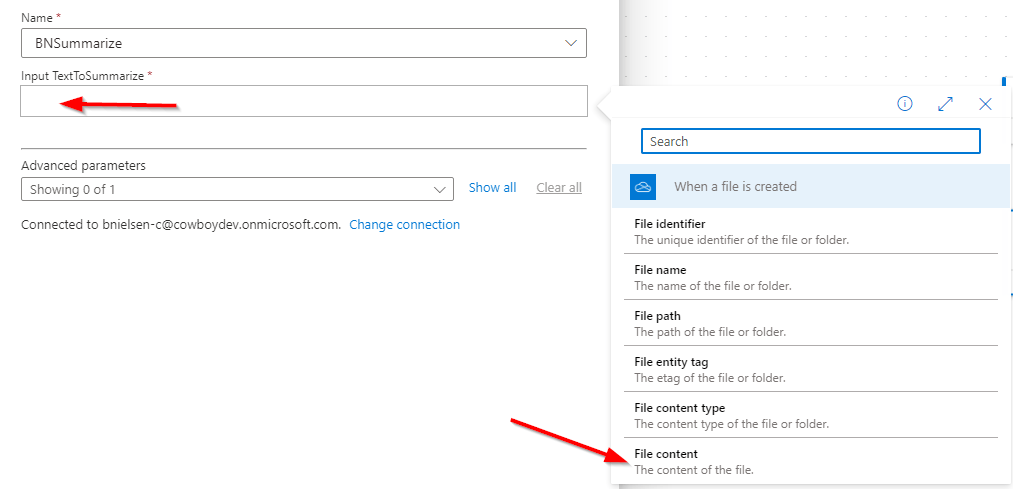 Name *
BNSummarize
Input TextToSummarize *
Advanced parameters
Showing 0 of 1
Show all
Clear all
Connected to bnielsen-c@cowboydev.onmicrosoft.com. Change connection
Search
When a file is created
File identifier
The unique identifier of the file or folder.
File name
The name of the file or folder.
File path
The path of the file or folder.
File entity tag
The etag of the file or folder.
File content type
The content type of the file or folder.
File content
The content of the file.